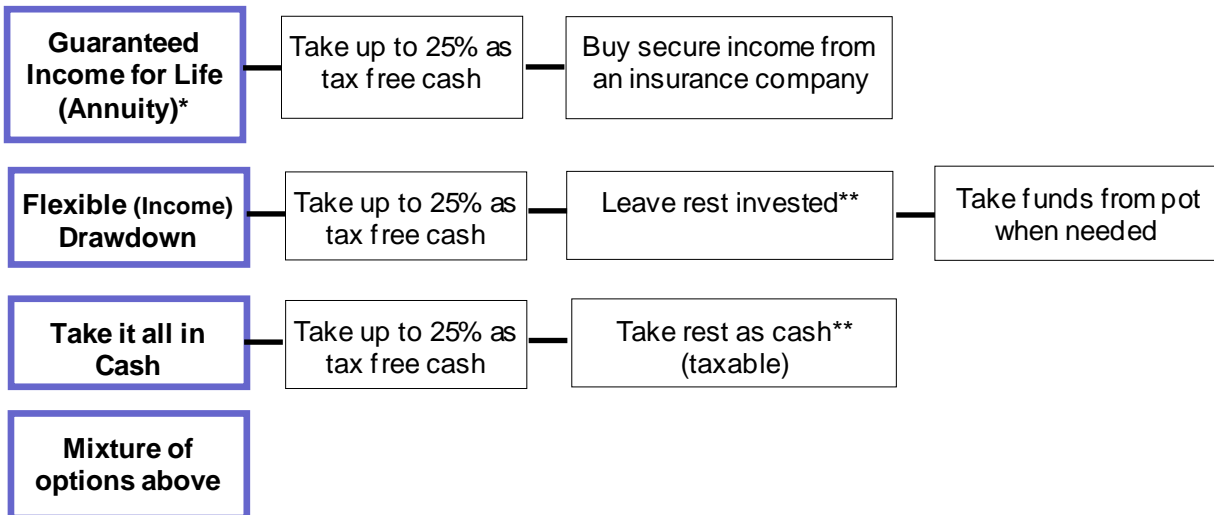 Guaranteed
Income for Life
(Annuity)*
Take up to 25% as
tax free cash
Buy secure income from
an insurance company
Flexible (Income)
Drawdown
Take up to 25% as
tax free cash
Leave rest invested**
Take funds from pot
when needed
Take it all in
Cash
Take up to 25% as
tax free cash
Take rest as cash**
(taxable)
Mixture of
options above